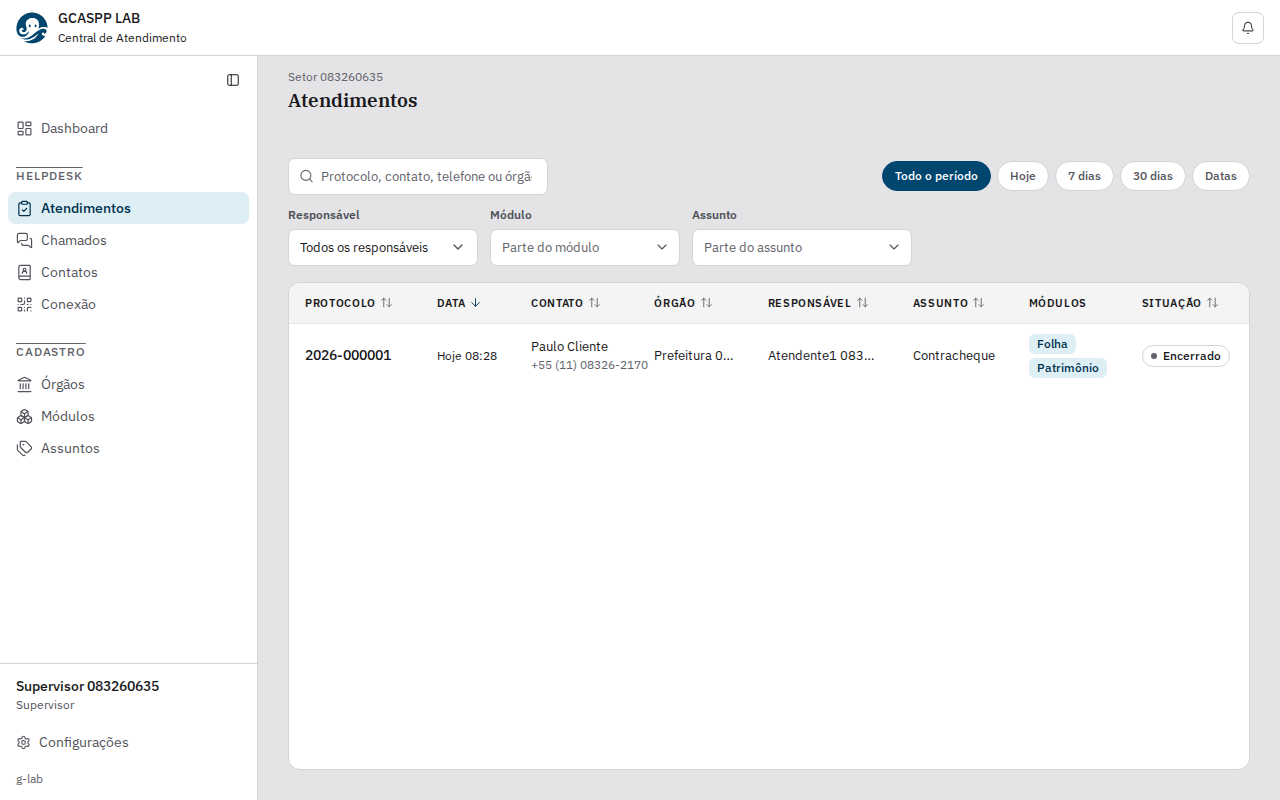 GCASPP LAB
Central de Atendimento
Dashboard
HELPDESK
Atendimentos
Chamados
Contatos
Conexão
CADASTRO
Órgãos
Módulos
Assuntos
Supervisor 083260635
Supervisor
Configurações
g-lab
Setor 083260635
Atendimentos
Protocolo, contato, telefone ou órgã
Todo o período Hoje 7 dias 30 dias Datas
Responsável Módulo Assunto
Todos os responsáveis Parte do módulo Parte do assunto
PROTOCOLO DATA CONTATO ÓRGÃO RESPONSÁVEL ASSUNTO MÓDULOS SITUAÇÃO
2026-000001 Hoje 08:28 Paulo Cliente
+55 (11) 08326-2170 Prefeitura 0... Atendente1 083... Contracheque Folha
Patrimônio Encerrado